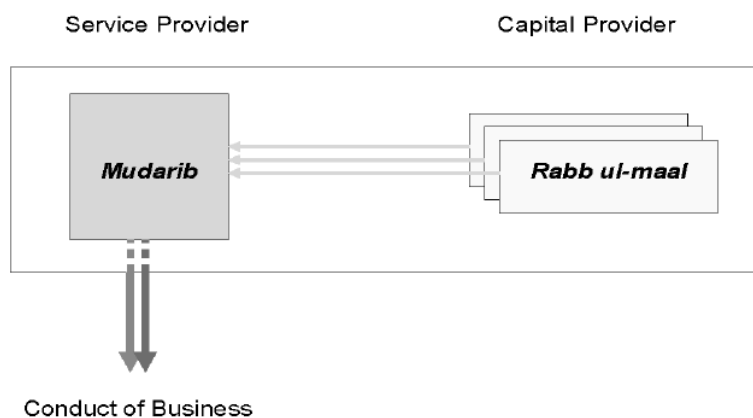 Service Provider
Capital Provider
Mudarib
Rabb ul-maal
Conduct of Business